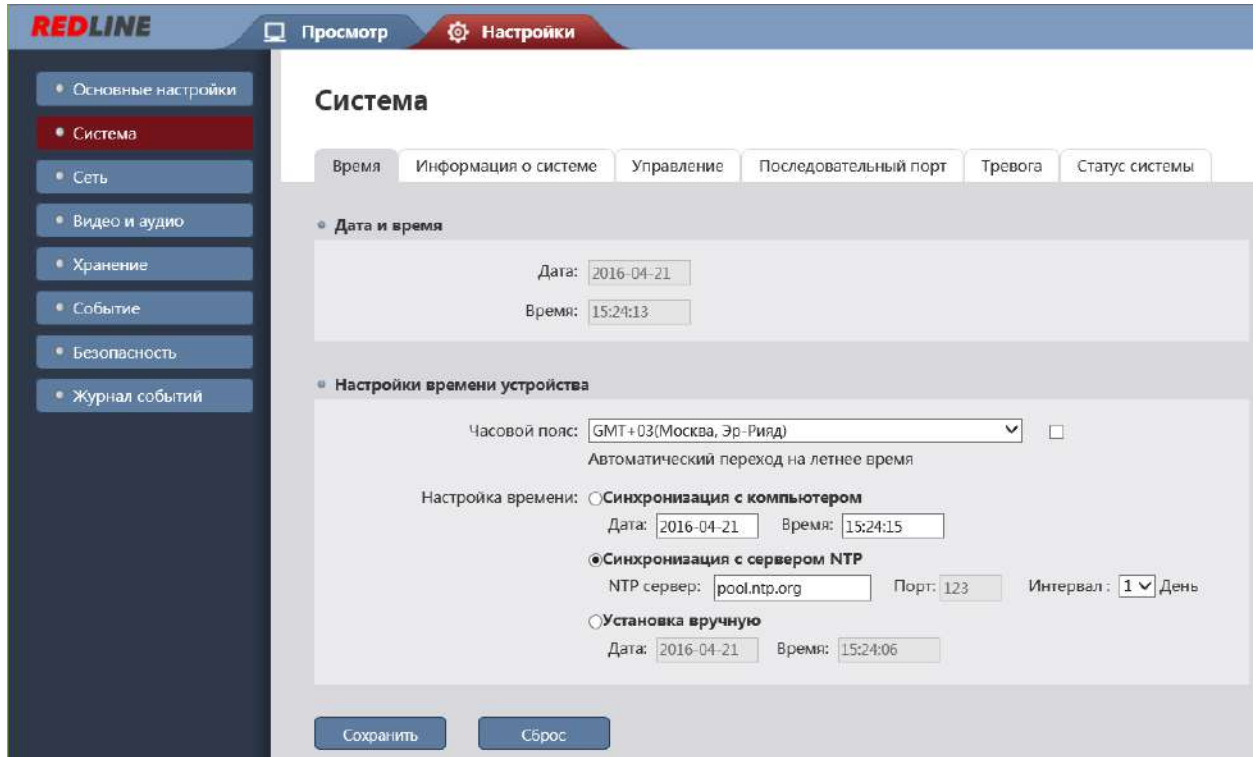 REDLINE
Просмотр
Настройки
Основные настройки
Система
Сеть
Видео и аудио
Хранение
Событие
Безопасность
Журнал событий
Система
Время Информация о системе Управление Последовательный порт Тревога Статус системы
Дата и время
Дата: 2016-04-21
Время: 15:24:13
Настройки времени устройства
Часовой пояс: GMT+03(Москва, Эр-Рияд)
Автоматический переход на летнее время
Настройка времени: Синхронизация с компьютером
Дата: 2016-04-21 Время: 15:24:15
Синхронизация с сервером NTP
NTP сервер: pool.ntp.org Порт: 123 Интервал : 1 День
Установка вручную
Дата: 2016-04-21 Время: 15:24:06
Сохранить Сброс